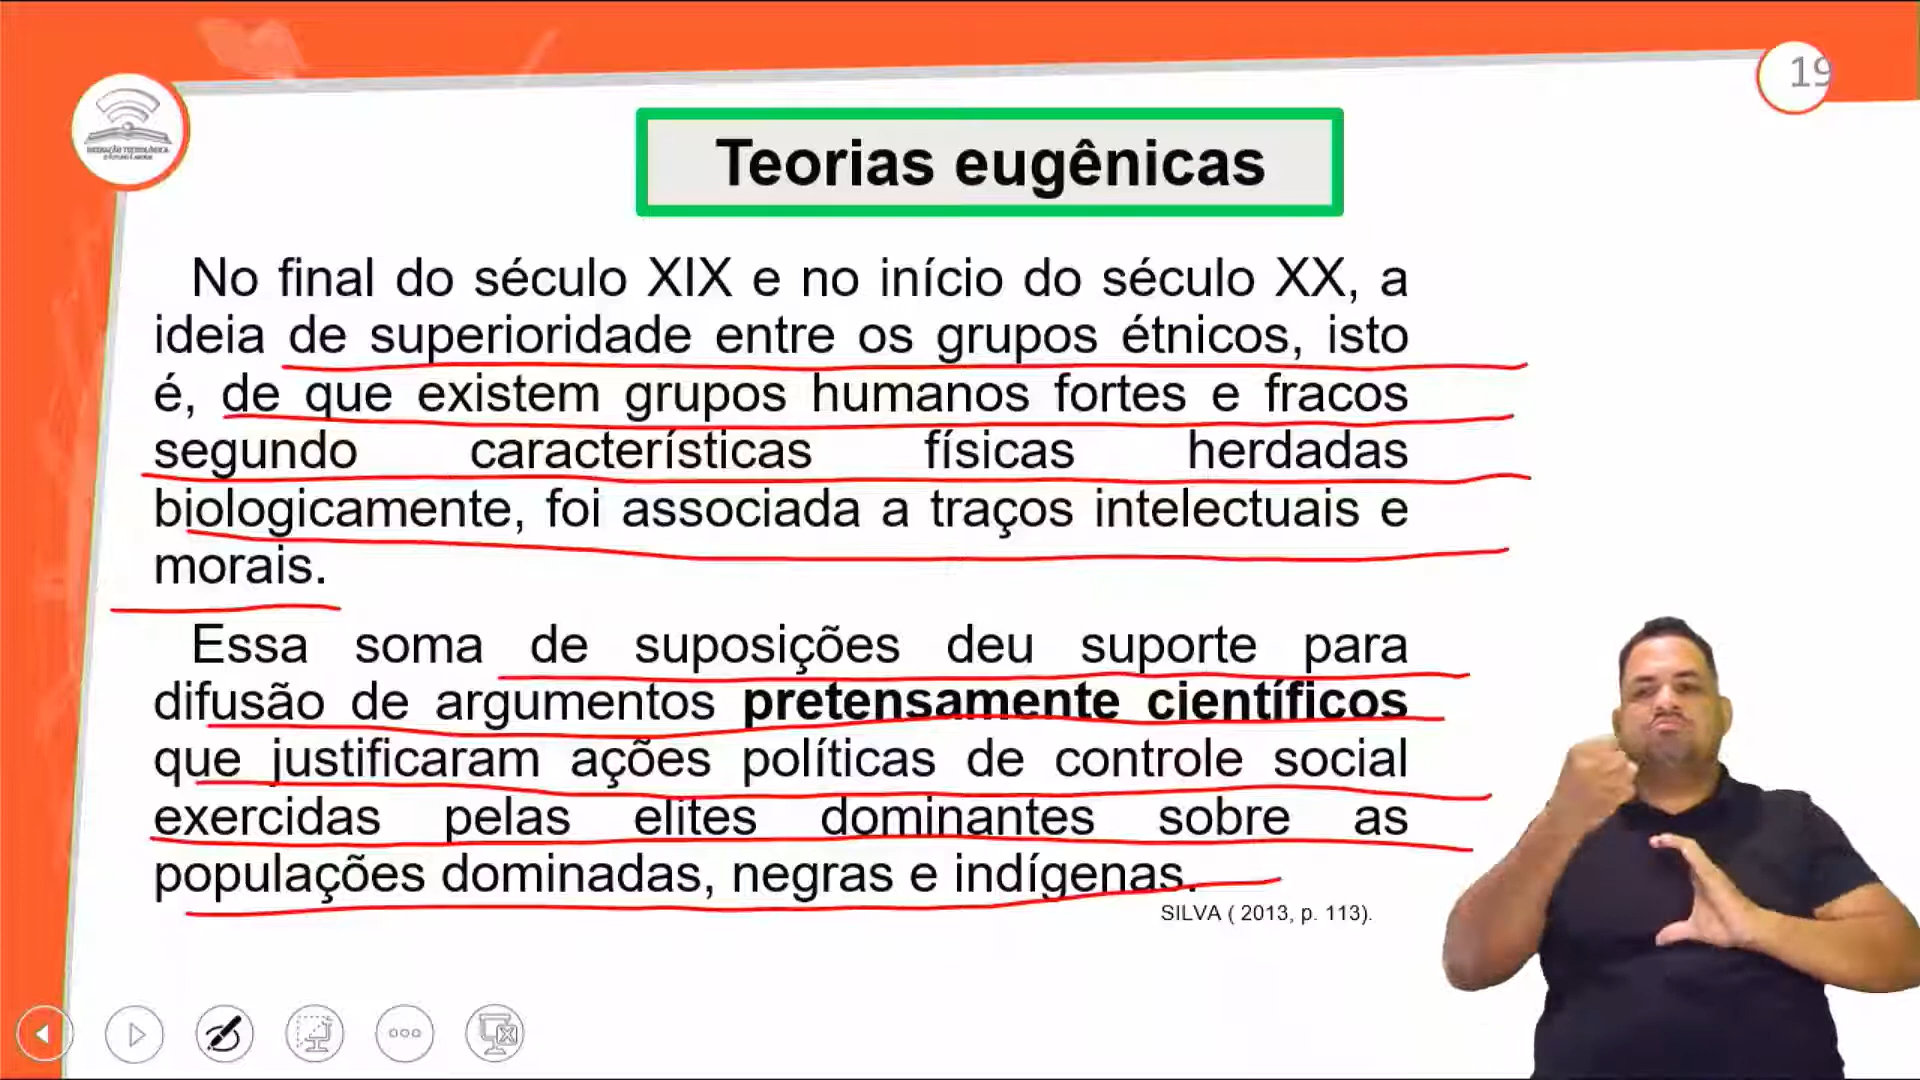 19
MEDIAÇÃO TECNOLÓGICA
Teorias eugênicas
No final do século XIX e no início do século XX, a
ideia de superioridade entre os grupos étnicos, isto
é, de que existem grupos humanos fortes e fracos
segundo características físicas herdadas
biologicamente, foi associada a traços intelectuais e
morais.
Essa soma de suposições deu suporte para
difusão de argumentos pretensamente científicos
que justificaram ações políticas de controle social
exercidas pelas elites dominantes sobre as
populações dominadas, negras e indígenas.
SILVA ( 2013, p. 113).